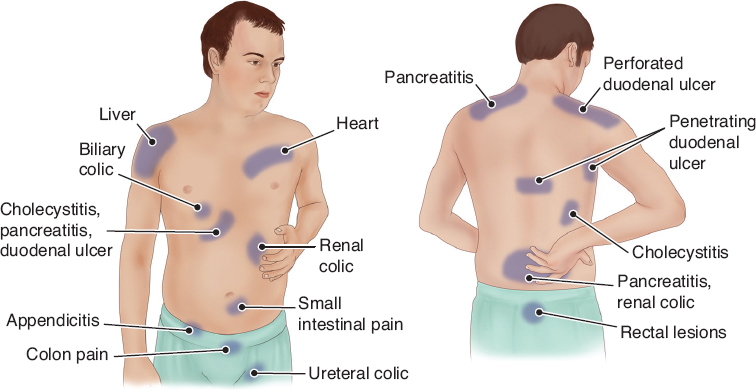 Liver
Biliary
colic
Cholecystitis,
pancreatitis,
duodenal ulcer
Appendicitis
Colon pain
Heart
Renal
colic
Small
intestinal pain
Ureteral colic
Pancreatitis
Perforated
duodenal ulcer
Penetrating
duodenal
ulcer
Cholecystitis
Pancreatitis,
renal colic
Rectal lesions